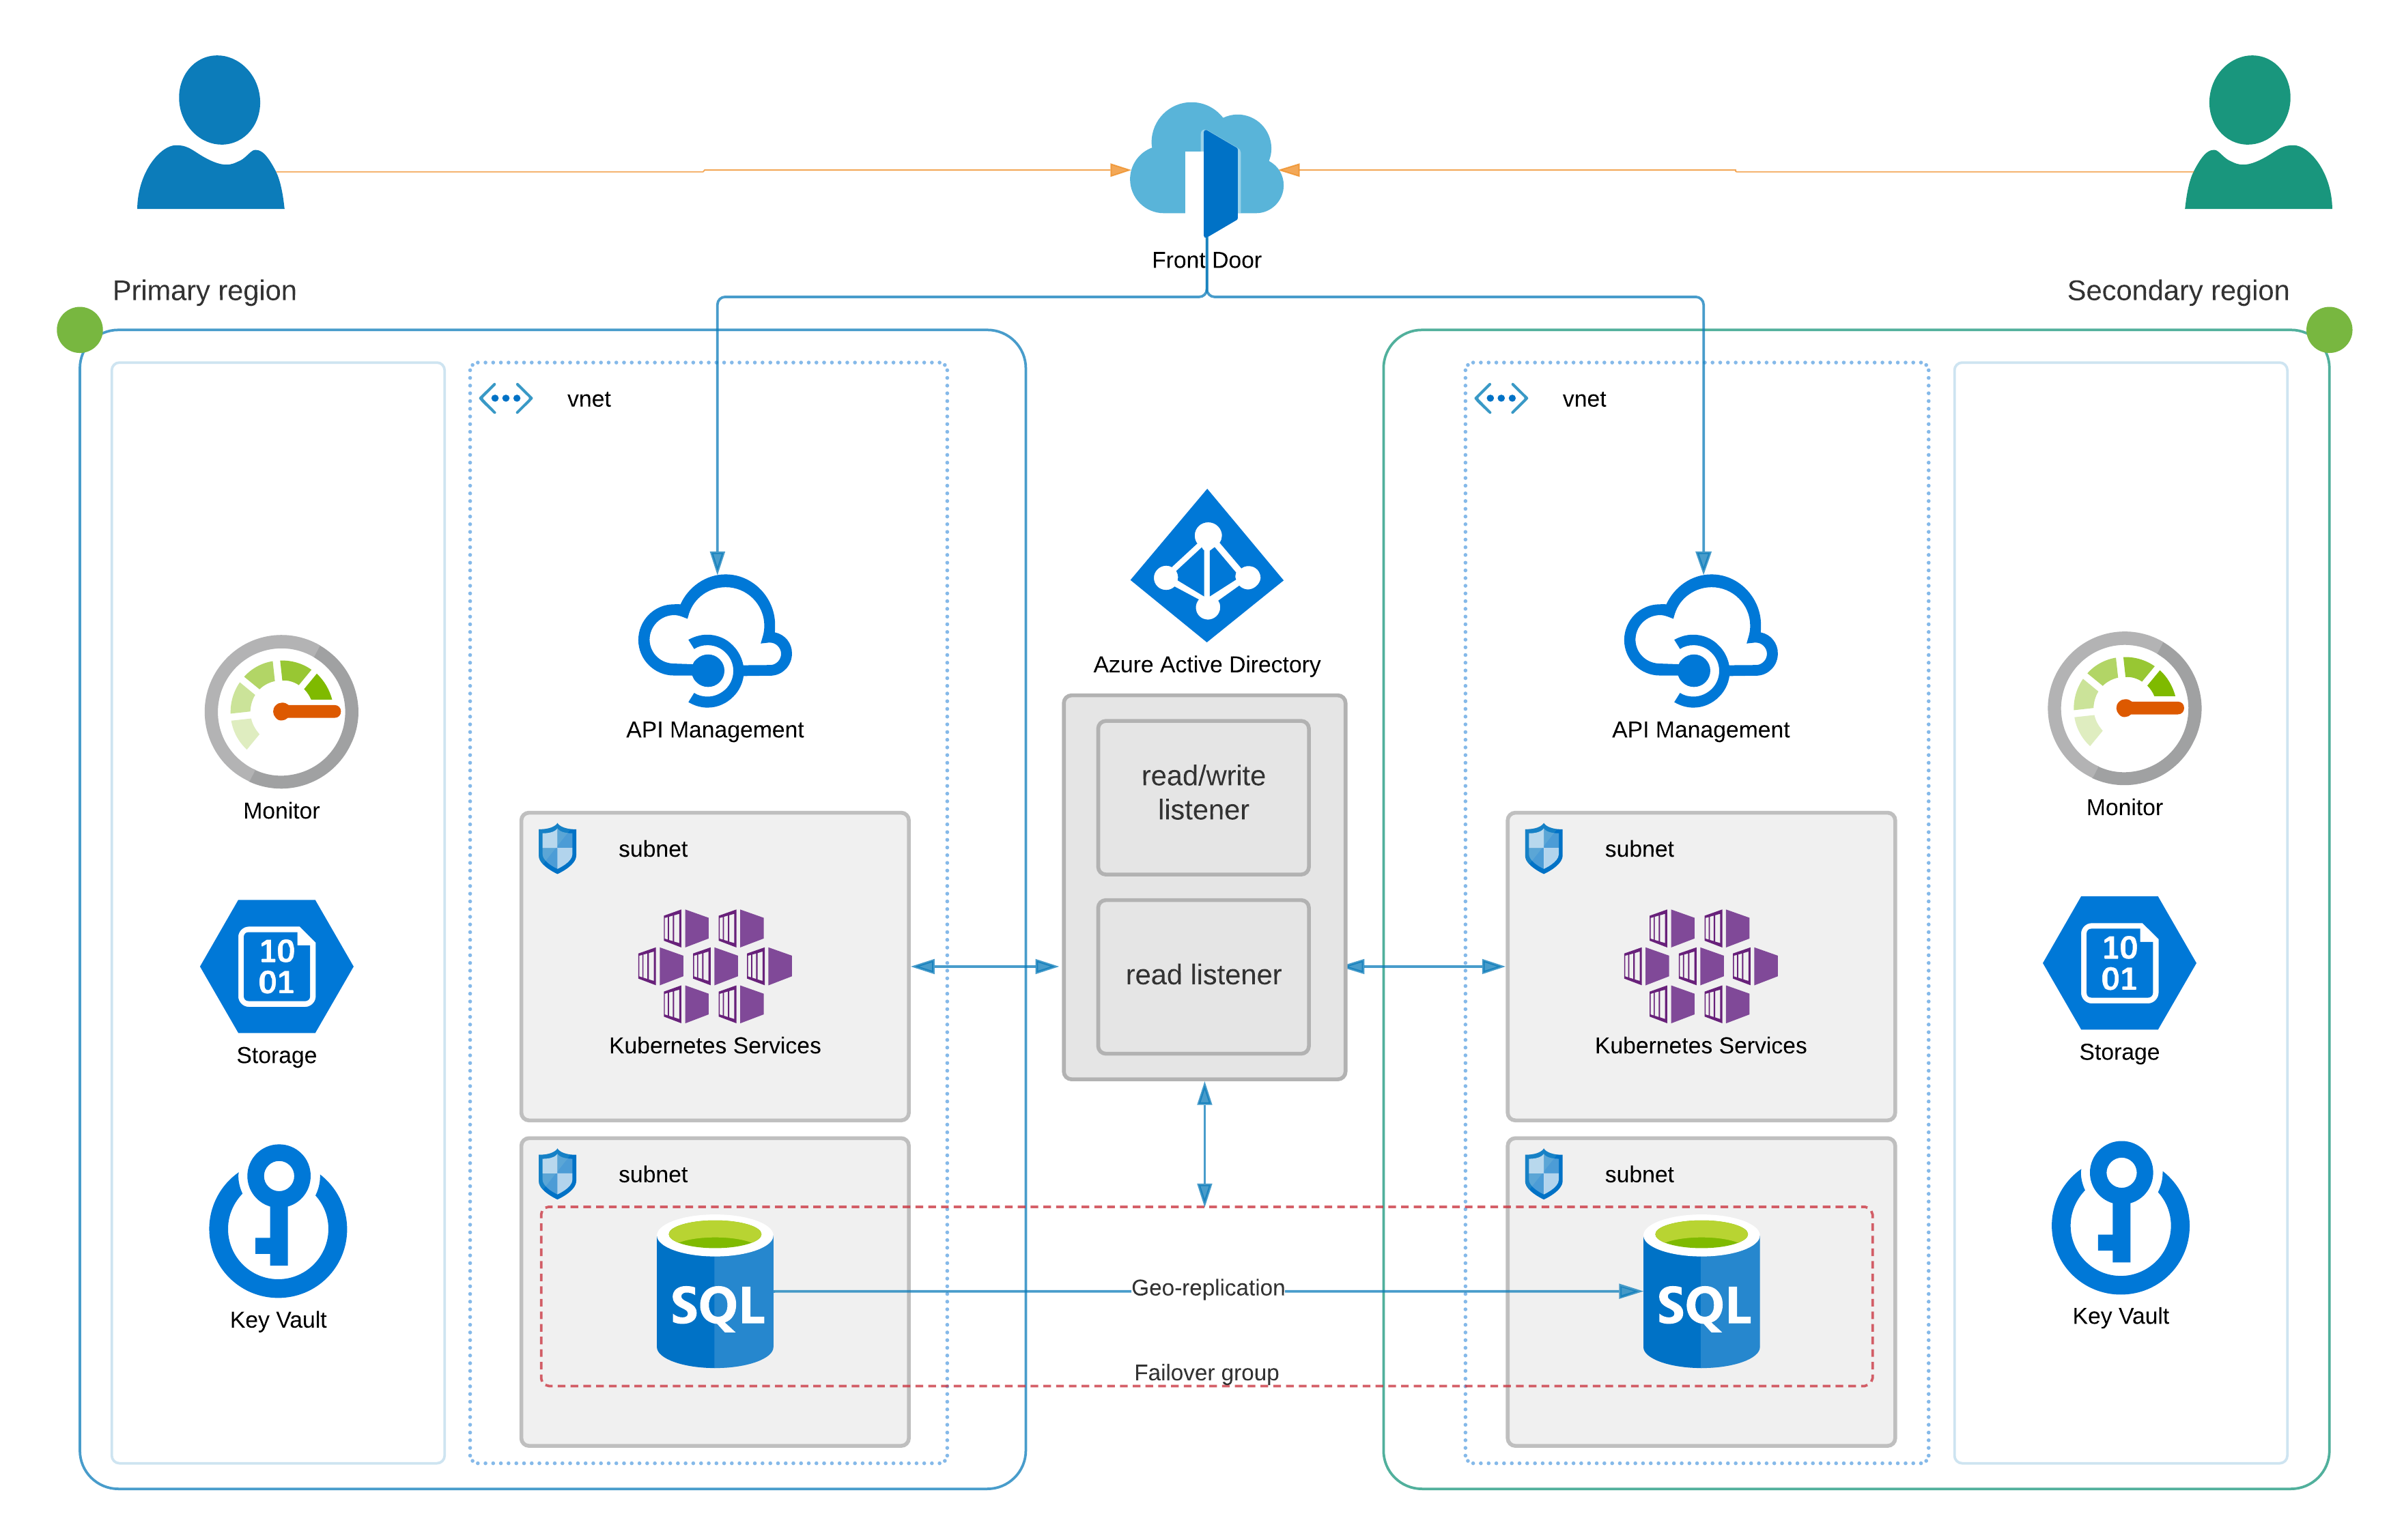 Front Door
Primary region
Secondary region
vnet
vnet
Azure Active Directory
API Management
API Management
read/write
listener
Monitor
Monitor
subnet
subnet
read listener
10
01
10
01
Kubernetes Services
Kubernetes Services
Storage
Storage
subnet
subnet
Geo-replication
SQL
SQL
Key Vault
Key Vault
Failover group